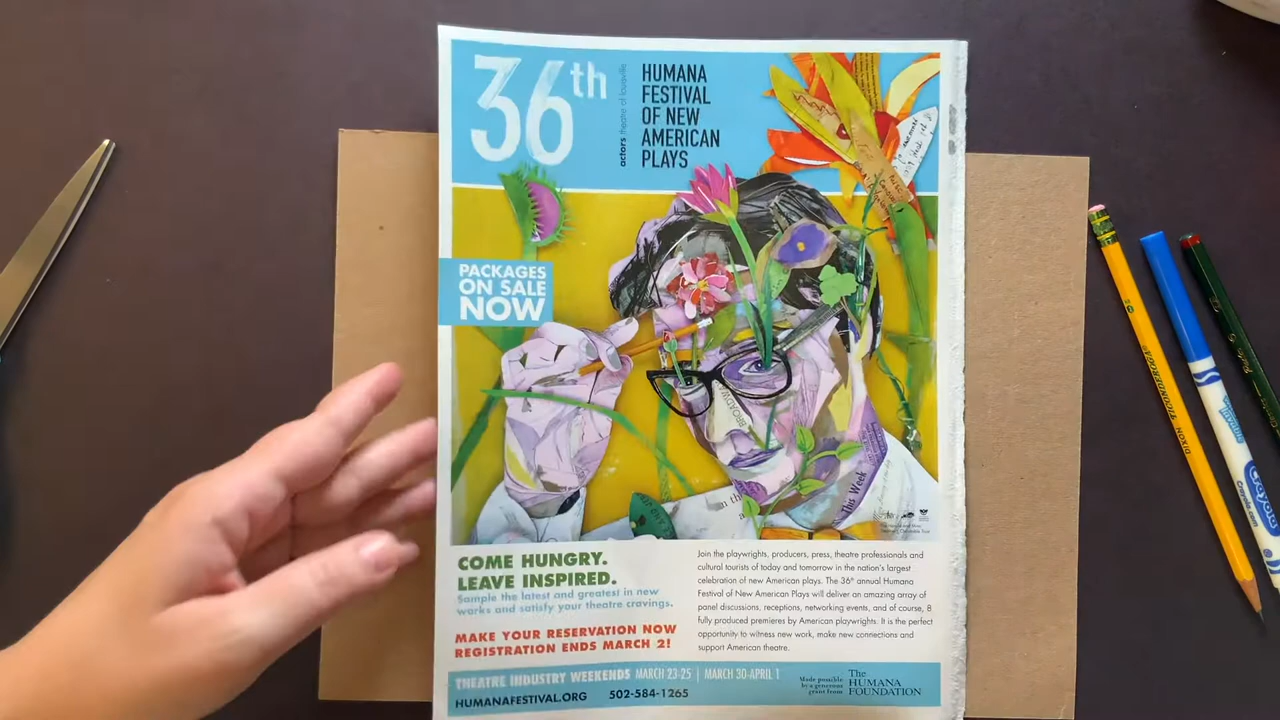 36th
actors theatre of louisville
HUMANA
FESTIVAL
OF NEW
AMERICAN
PLAYS
PACKAGES
ON SALE
NOW
BROADWAY
This Week
COME HUNGRY.
LEAVE INSPIRED.
Sample the latest and greatest in new
works and satisfy your theatre cravings.
MAKE YOUR RESERVATION NOW
REGISTRATION ENDS MARCH 2!
Join the playwrights, producers, press, theatre professionals and
cultural tourists of today and tomorrow in the nation's largest
celebration of new American plays. The 36th annual Humana
Festival of New American Plays will deliver an amazing array of
panel discussions, receptions, networking events, and of course, 8
fully produced premieres by American playwrights. It is the perfect
opportunity to witness new work, make new connections and
support American theatre.
THEATRE INDUSTRY WEEKENDS MARCH 23-25 | MARCH 30-APRIL 1
HUMANAFESTIVAL.ORG 502-584-1265
Made possible
by a generous
grant from
The
HUMANA
FOUNDATION
TICONDEROGA
DIXON
Crayola
Crayola.com